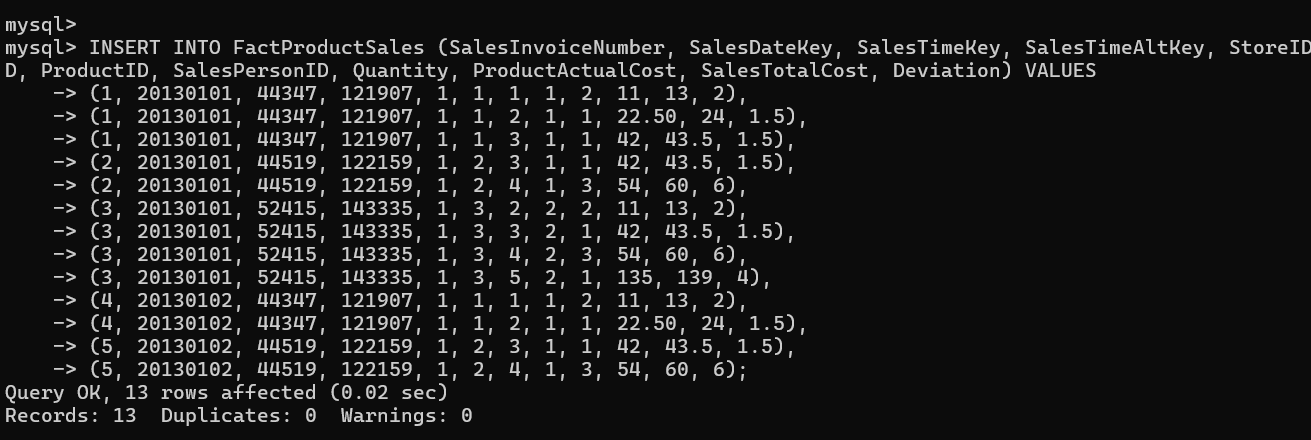 mysql>
mysql> INSERT INTO FactProductSales (SalesInvoiceNumber, SalesDateKey, SalesTimeKey, SalesTimeAltKey, StoreID
D, ProductID, SalesPersonID, Quantity, ProductActualCost, SalesTotalCost, Deviation) VALUES
    -> (1, 20130101, 44347, 121907, 1, 1, 1, 1, 2, 11, 13, 2),
    -> (1, 20130101, 44347, 121907, 1, 1, 2, 1, 1, 22.50, 24, 1.5),
    -> (1, 20130101, 44347, 121907, 1, 1, 3, 1, 1, 42, 43.5, 1.5),
    -> (2, 20130101, 44519, 122159, 1, 2, 3, 1, 1, 42, 43.5, 1.5),
    -> (2, 20130101, 44519, 122159, 1, 2, 4, 1, 3, 54, 60, 6),
    -> (3, 20130101, 52415, 143335, 1, 3, 2, 2, 2, 11, 13, 2),
    -> (3, 20130101, 52415, 143335, 1, 3, 3, 2, 1, 42, 43.5, 1.5),
    -> (3, 20130101, 52415, 143335, 1, 3, 4, 2, 3, 54, 60, 6),
    -> (3, 20130101, 52415, 143335, 1, 3, 5, 2, 1, 135, 139, 4),
    -> (4, 20130102, 44347, 121907, 1, 1, 1, 1, 2, 11, 13, 2),
    -> (4, 20130102, 44347, 121907, 1, 1, 2, 1, 1, 22.50, 24, 1.5),
    -> (5, 20130102, 44519, 122159, 1, 2, 3, 1, 1, 42, 43.5, 1.5),
    -> (5, 20130102, 44519, 122159, 1, 2, 4, 1, 3, 54, 60, 6);
Query OK, 13 rows affected (0.02 sec)
Records: 13  Duplicates: 0  Warnings: 0